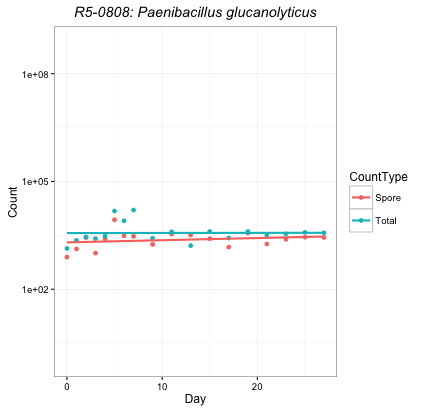 R5-0808: Paenibacillus glucanolyticus
1e+08
1e+05
1e+02
Count
0
10
20
Day
CountType
Spore
Total